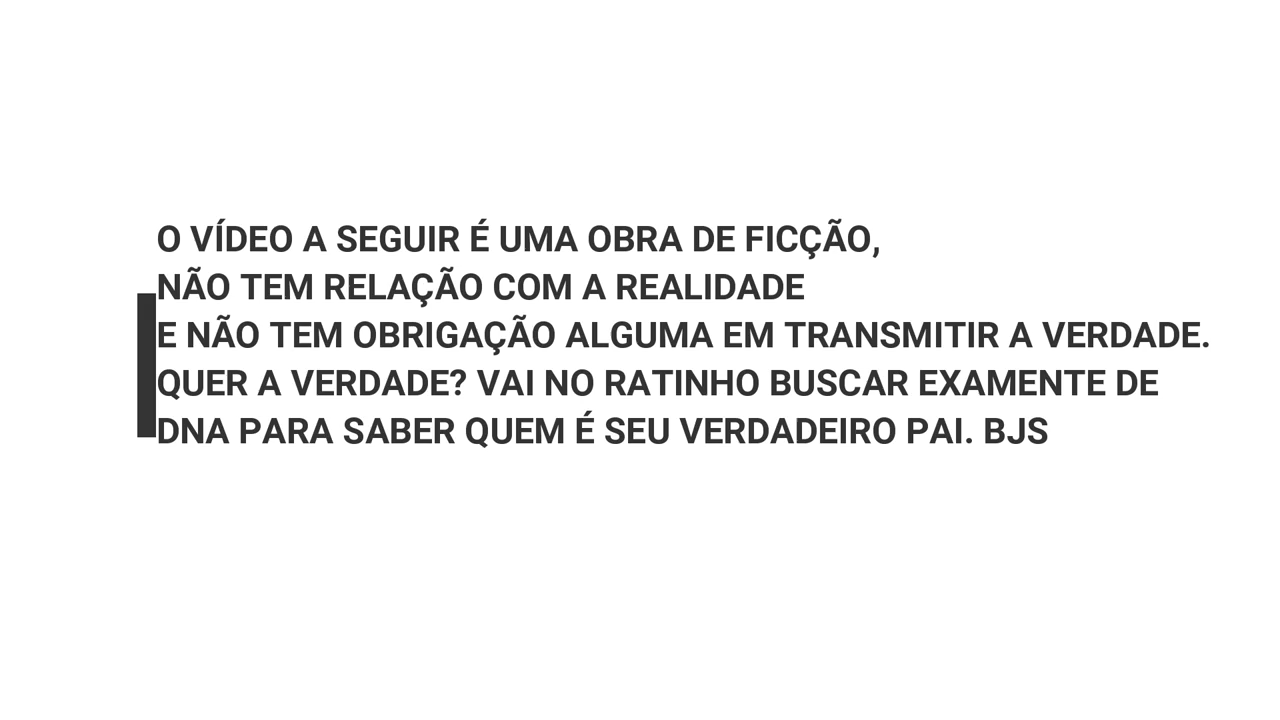 O VÍDEO A SEGUIR É UMA OBRA DE FICÇÃO,
NÃO TEM RELAÇÃO COM A REALIDADE
E NÃO TEM OBRIGAÇÃO ALGUMA EM TRANSMITIR A VERDADE.
QUER A VERDADE? VAI NO RATINHO BUSCAR EXAMENTE DE
DNA PARA SABER QUEM É SEU VERDADEIRO PAI. BJS